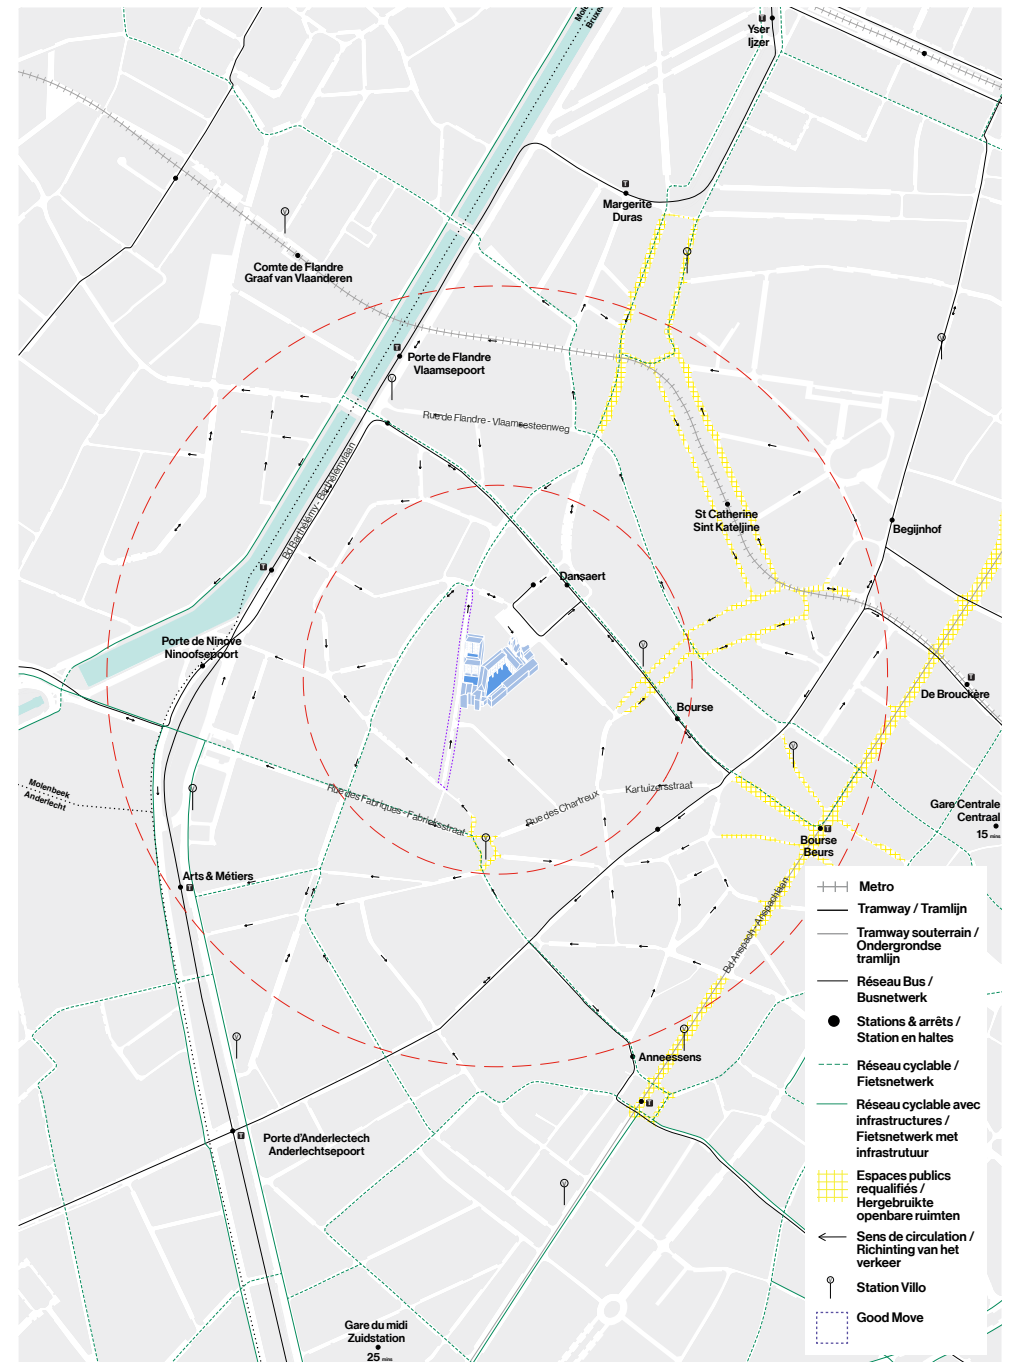 Yser
Ijzer
T
Margerite
Duras
T
V
Comte de Flandre
Graaf van Vlaanderen
V
Porte de Flandre
Vlaamsepoort
T
V
V
Rue de Flandre - Vlaamsesteenweg
Bd Barthélémy - Barthélémylaan
T
St Catherine
Sint Kateljine
Begijnhof
Dansaert
Porte de Ninove
Ninoofsepoort
V
De Brouckère
T
Bourse
V
Molenbeek
Anderlecht
V
Rue des Fabriques - Fabrieksstraat
Rue des Chartreux
Kartuizersstraat
Gare Centrale
Centraal
15 mins
Bourse
Beurs
T
V
Arts & Métiers
T
Bd Anspach - Anspachlaan
V
V
Anneessens
T
Porte d'Anderlectech
Anderlechtsepoort
T
V
Gare du midi
Zuidstation
25 mins
Metro
Tramway / Tramlijn
Tramway souterrain /
Ondergrondse
tramlijn
Réseau Bus /
Busnetwerk
Stations & arrêts /
Station en haltes
Réseau cyclable /
Fietsnetwerk
Réseau cyclable avec
infrastructures /
Fietsnetwerk met
infrastrutuur
Espaces publics
requalifiés /
Hergebruikte
openbare ruimten
Sens de circulation /
Richinting van het
verkeer
V
Station Villo
Good Move